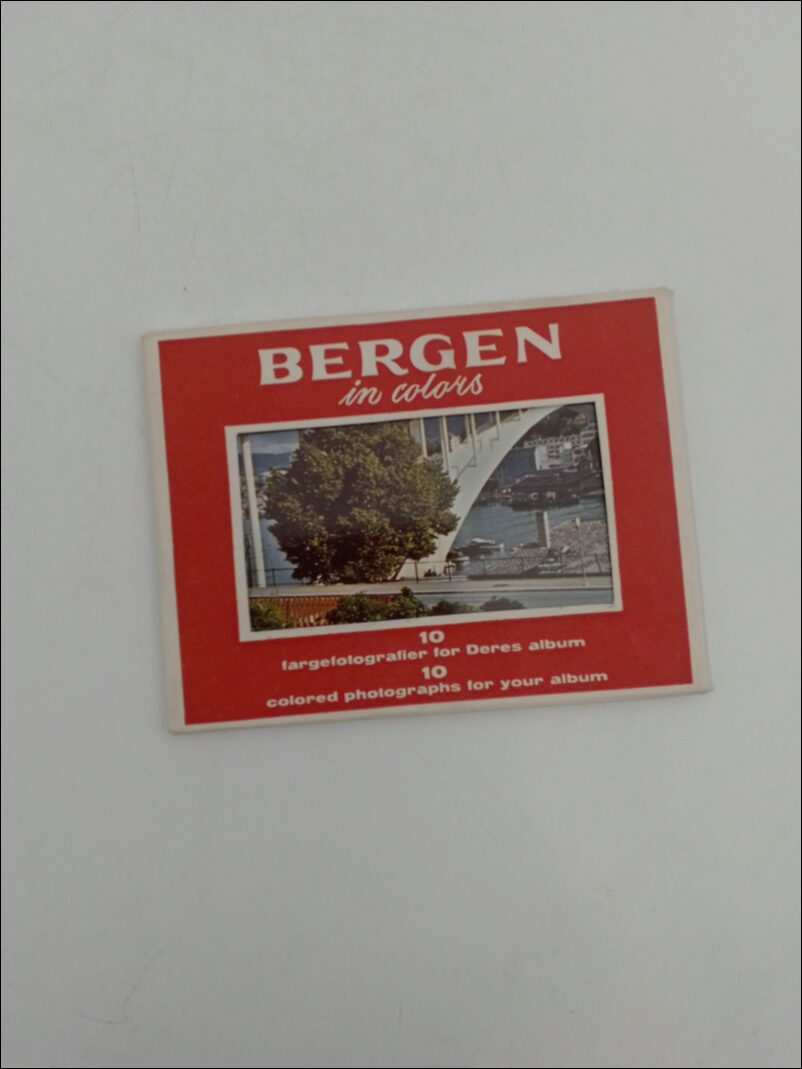 BERGEN
in colors
10
fargefotografier for Deres album
10
colored photographs for your album